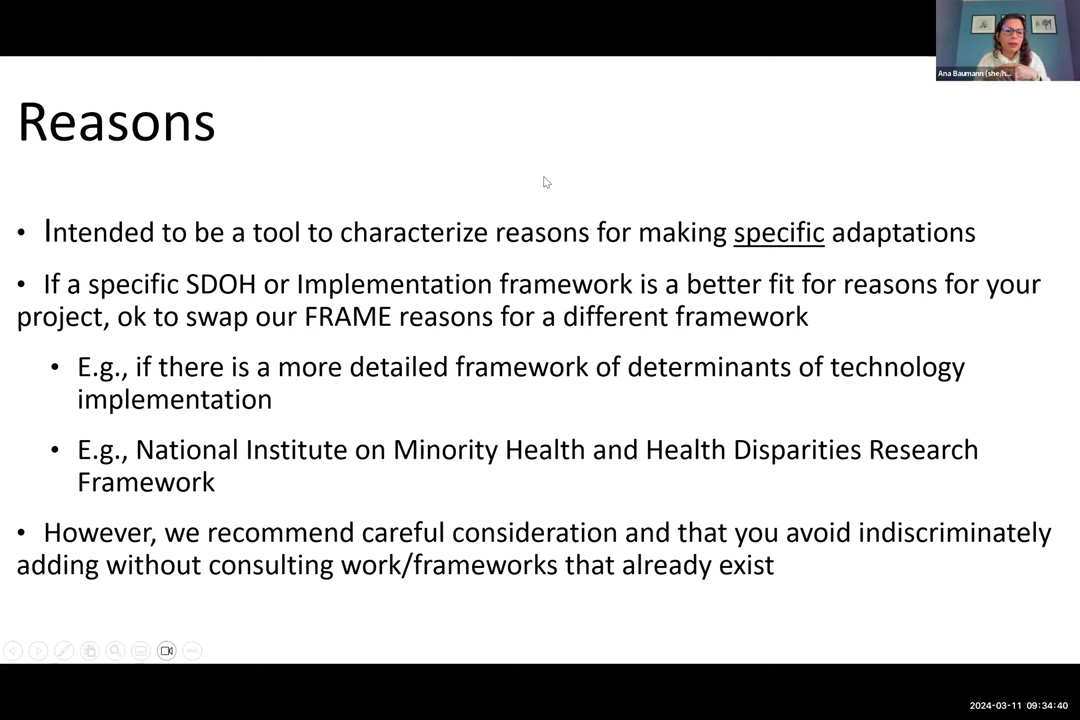 Ana Baumann (she/h...
Reasons
• Intended to be a tool to characterize reasons for making specific adaptations
• If a specific SDOH or Implementation framework is a better fit for reasons for your
project, ok to swap our FRAME reasons for a different framework
• E.g., if there is a more detailed framework of determinants of technology
implementation
• E.g., National Institute on Minority Health and Health Disparities Research
Framework
• However, we recommend careful consideration and that you avoid indiscriminately
adding without consulting work/frameworks that already exist
2024-03-11 09:34:40